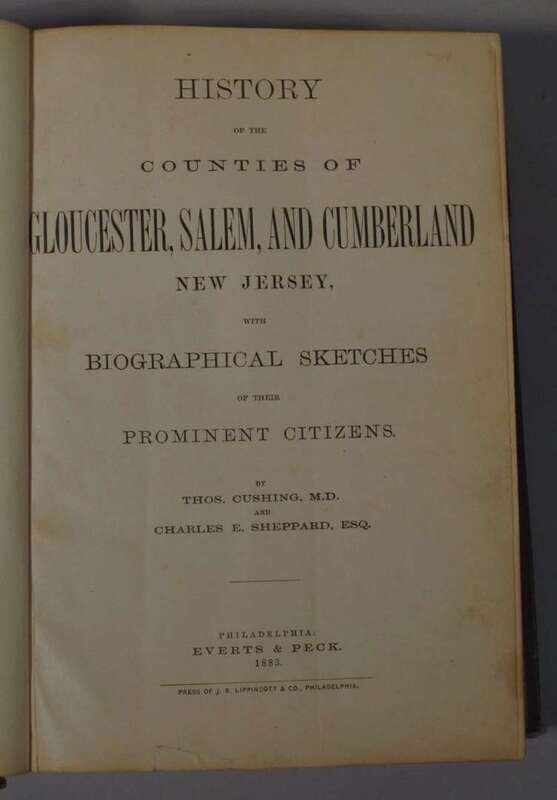 HISTORY
OF THE
COUNTIES OF
GLOUCESTER, SALEM, AND CUMBERLAND
NEW JERSEY,
WITH
BIOGRAPHICAL SKETCHES
OF THEIR
PROMINENT CITIZENS.
BY
THOS. CUSHING, M.D.
AND
CHARLES E. SHEPPARD, ESQ.
PHILADELPHIA:
EVERTS & PECK.
1883.
PRESS OF J. B. LIPPINCOTT & CO., PHILADELPHIA.